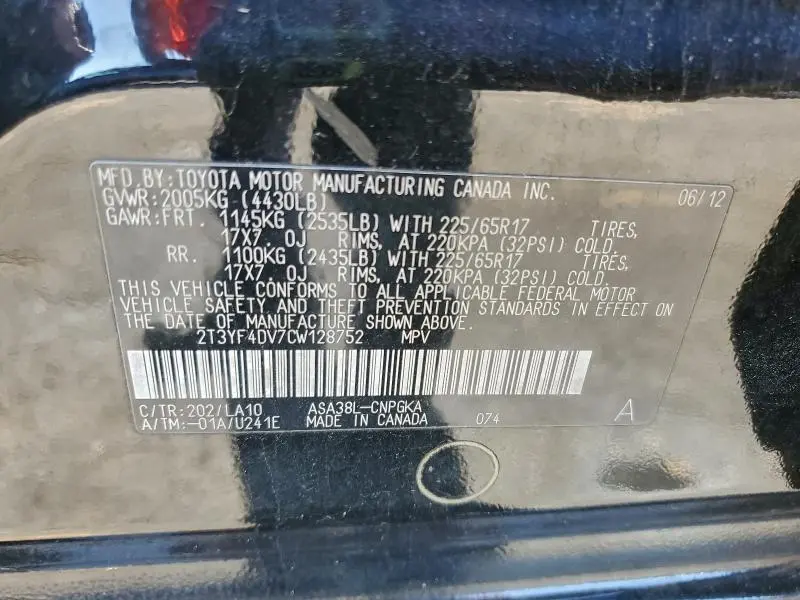 MFD.BY:TOYOTA MOTOR MANUFACTURING CANADA INC. 06/12
GVWR:2005KG (4430LB)
GAWR:FRT. 1145KG (2535LB) WITH 225/65R17 TIRES,
17X7.0J RIMS, AT 220KPA (32PSI) COLD.
RR. 1100KG (2435LB) WITH 225/65R17 TIRES,
17X7.0J RIMS, AT 220KPA (32PSI) COLD.
THIS VEHICLE CONFORMS TO ALL APPLICABLE FEDERAL MOTOR
VEHICLE SAFETY AND THEFT PREVENTION STANDARDS IN EFFECT ON
THE DATE OF MANUFACTURE SHOWN ABOVE.
2T3YF4DV7CW128752 MPV
C/TR:202/LA10 ASA38L-CNPGKA
A/TM:-01A/U241E MADE IN CANADA 074 A